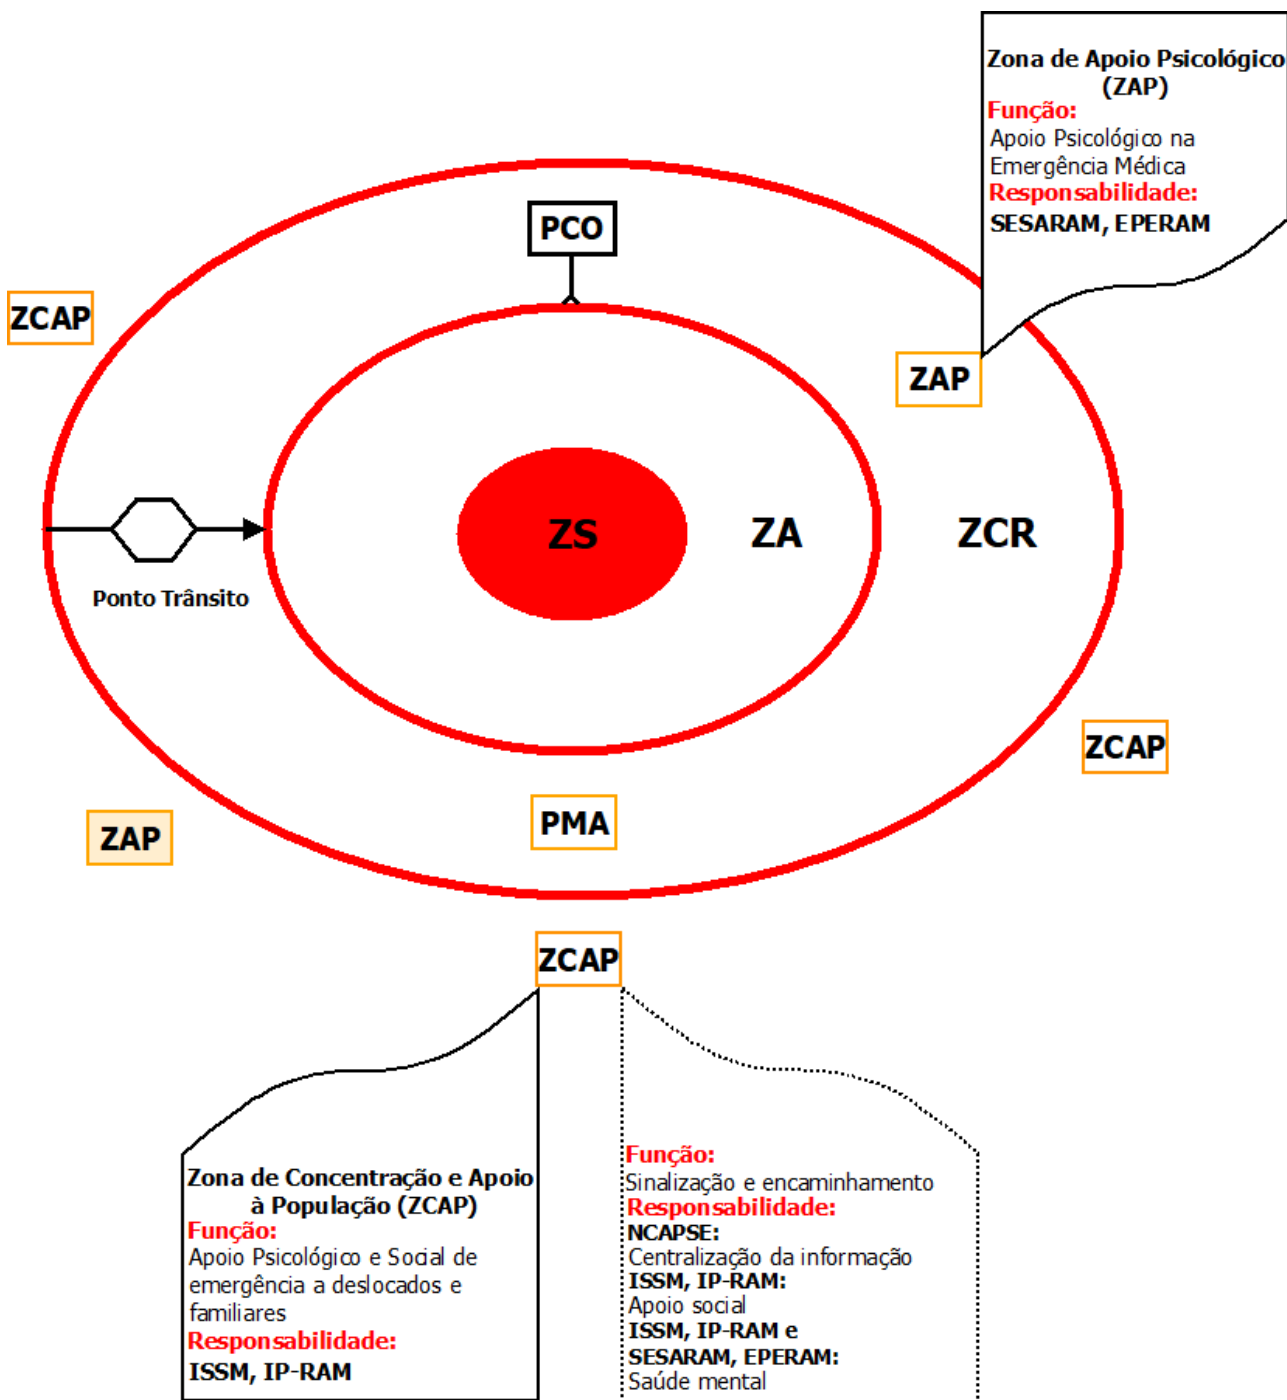 Zona de Apoio Psicológico
(ZAP)
Função:
Apoio Psicológico na
Emergência Médica
Responsabilidade:
SESARAM, EPERAM
PCO
ZCAP
ZAP
ZS
ZA
ZCR
Ponto Trânsito
ZCAP
PMA
ZAP
ZCAP
Zona de Concentração e Apoio
à População (ZCAP)
Função:
Apoio Psicológico e Social de
emergência a deslocados e
familiares
Responsabilidade:
ISSM, IP-RAM
Função:
Sinalização e encaminhamento
Responsabilidade:
NCAPSE:
Centralização da informação
ISSM, IP-RAM:
Apoio social
ISSM, IP-RAM e
SESARAM, EPERAM:
Saúde mental